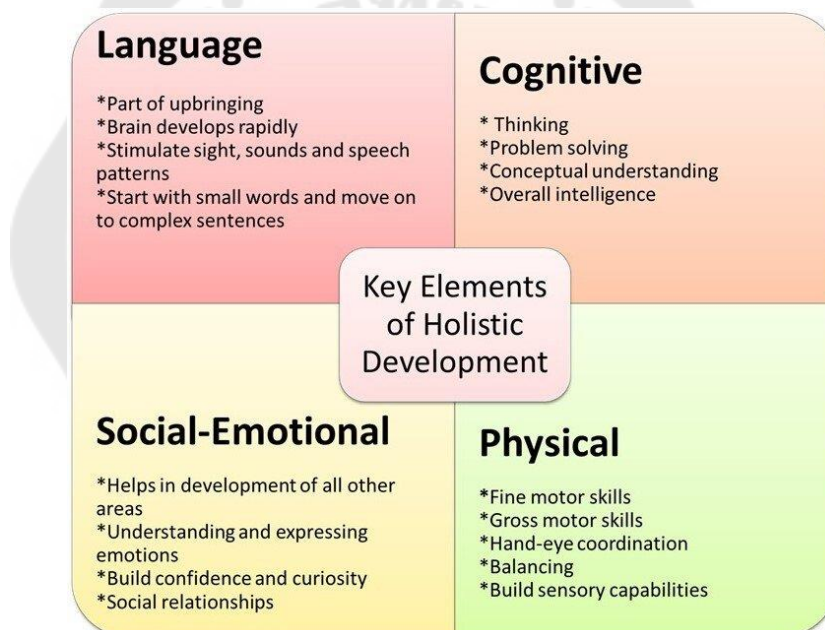 Language
*Part of upbringing
*Brain develops rapidly
*Stimulate sight, sounds and speech
patterns
*Start with small words and move on
to complex sentences
Cognitive
* Thinking
*Problem solving
*Conceptual understanding
*Overall intelligence
Key Elements
of Holistic
Development
Social-Emotional
*Helps in development of all other
areas
*Understanding and expressing
emotions
*Build confidence and curiosity
*Social relationships
Physical
*Fine motor skills
*Gross motor skills
*Hand-eye coordination
*Balancing
*Build sensory capabilities